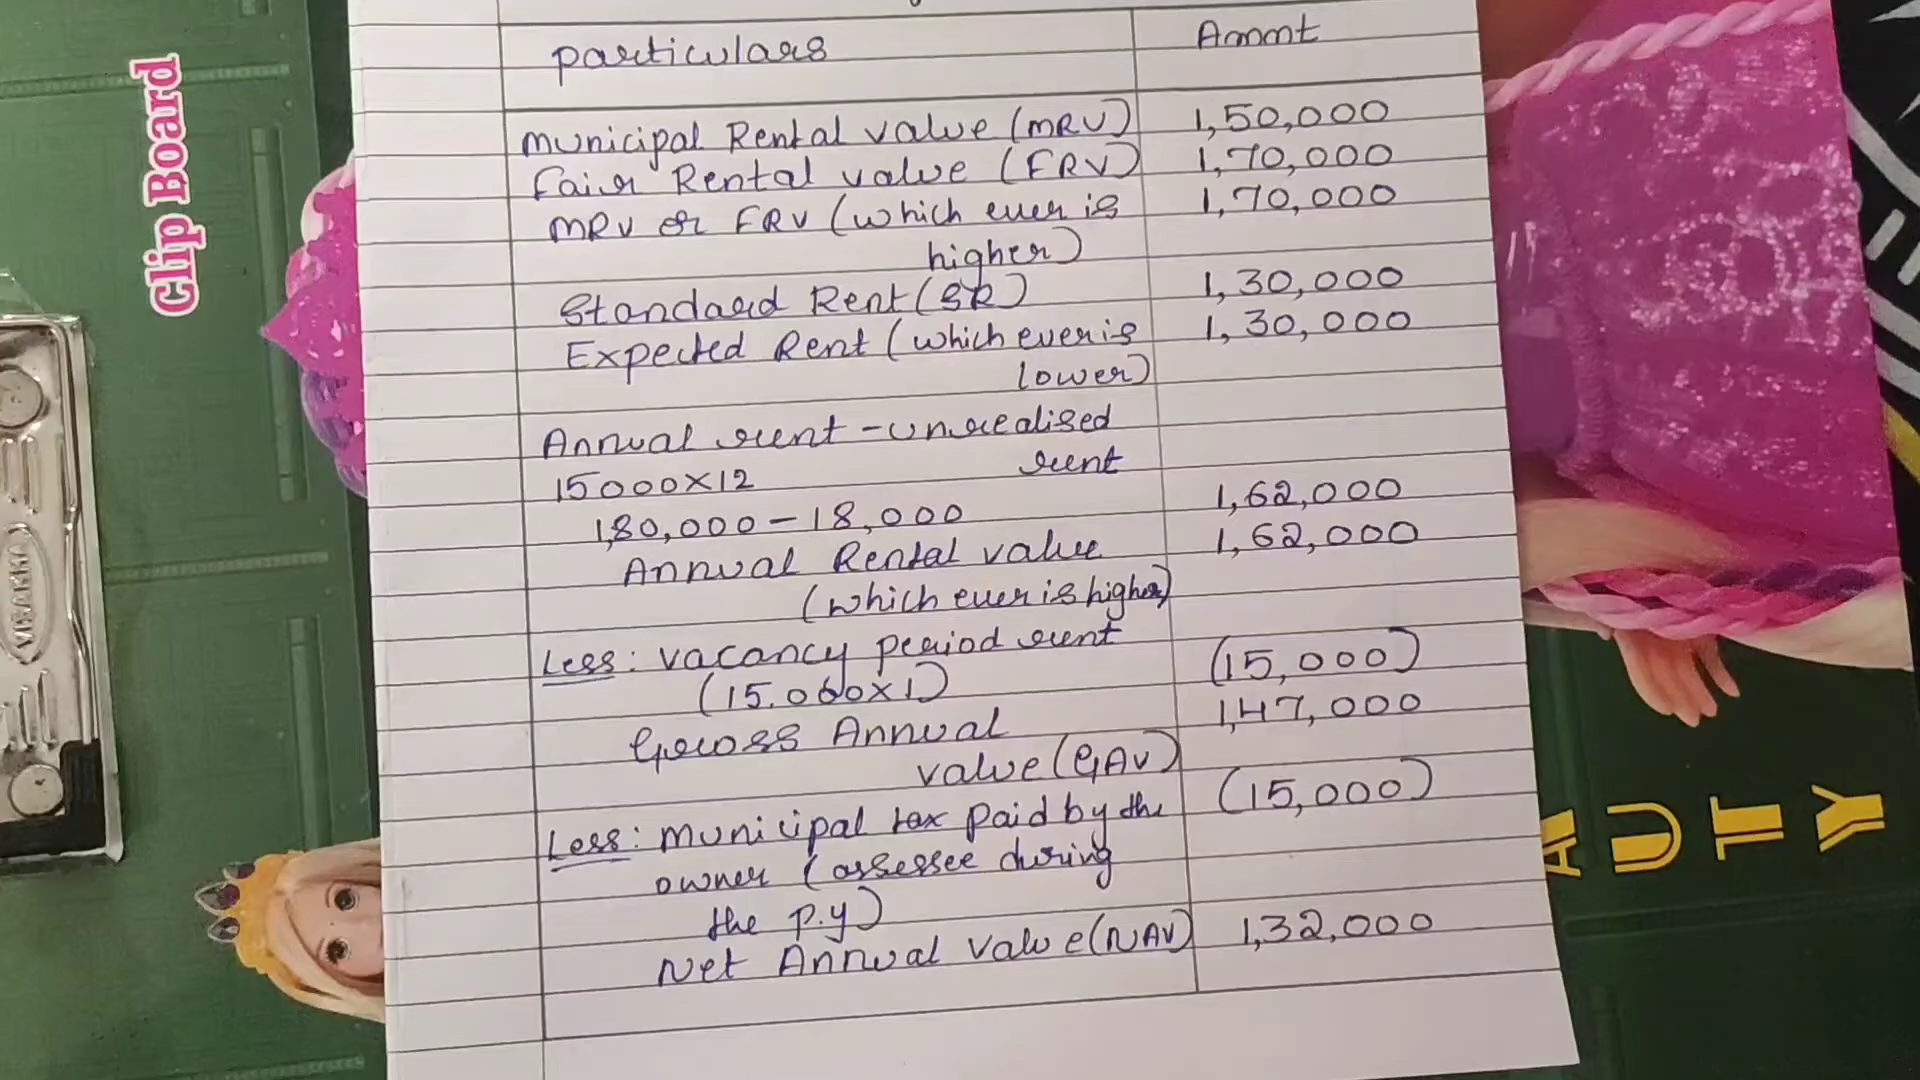 particulars Ammt
Municipal Rental value (MRV) 1,50,000
Fair Rental value (FRV) 1,70,000
MRV or FRV (which ever is 1,70,000
higher)
Standard Rent (SR) 1,30,000
Expected Rent (which ever is 1,30,000
lower)
Annual rent - unrealised
15000x12 rent
1,80,000 - 18,000 1,62,000
Annual Rental value 1,62,000
(which ever is higher)
Less: vacancy period rent (15,000)
(15.000x1)
Gross Annual 1,47,000
value (GAV)
Less: Municipal tax paid by the (15,000)
owner (assessee during
the p.y)
Net Annual Value (NAV) 1,32,000
Clip Board
VISAKHA
AUTY